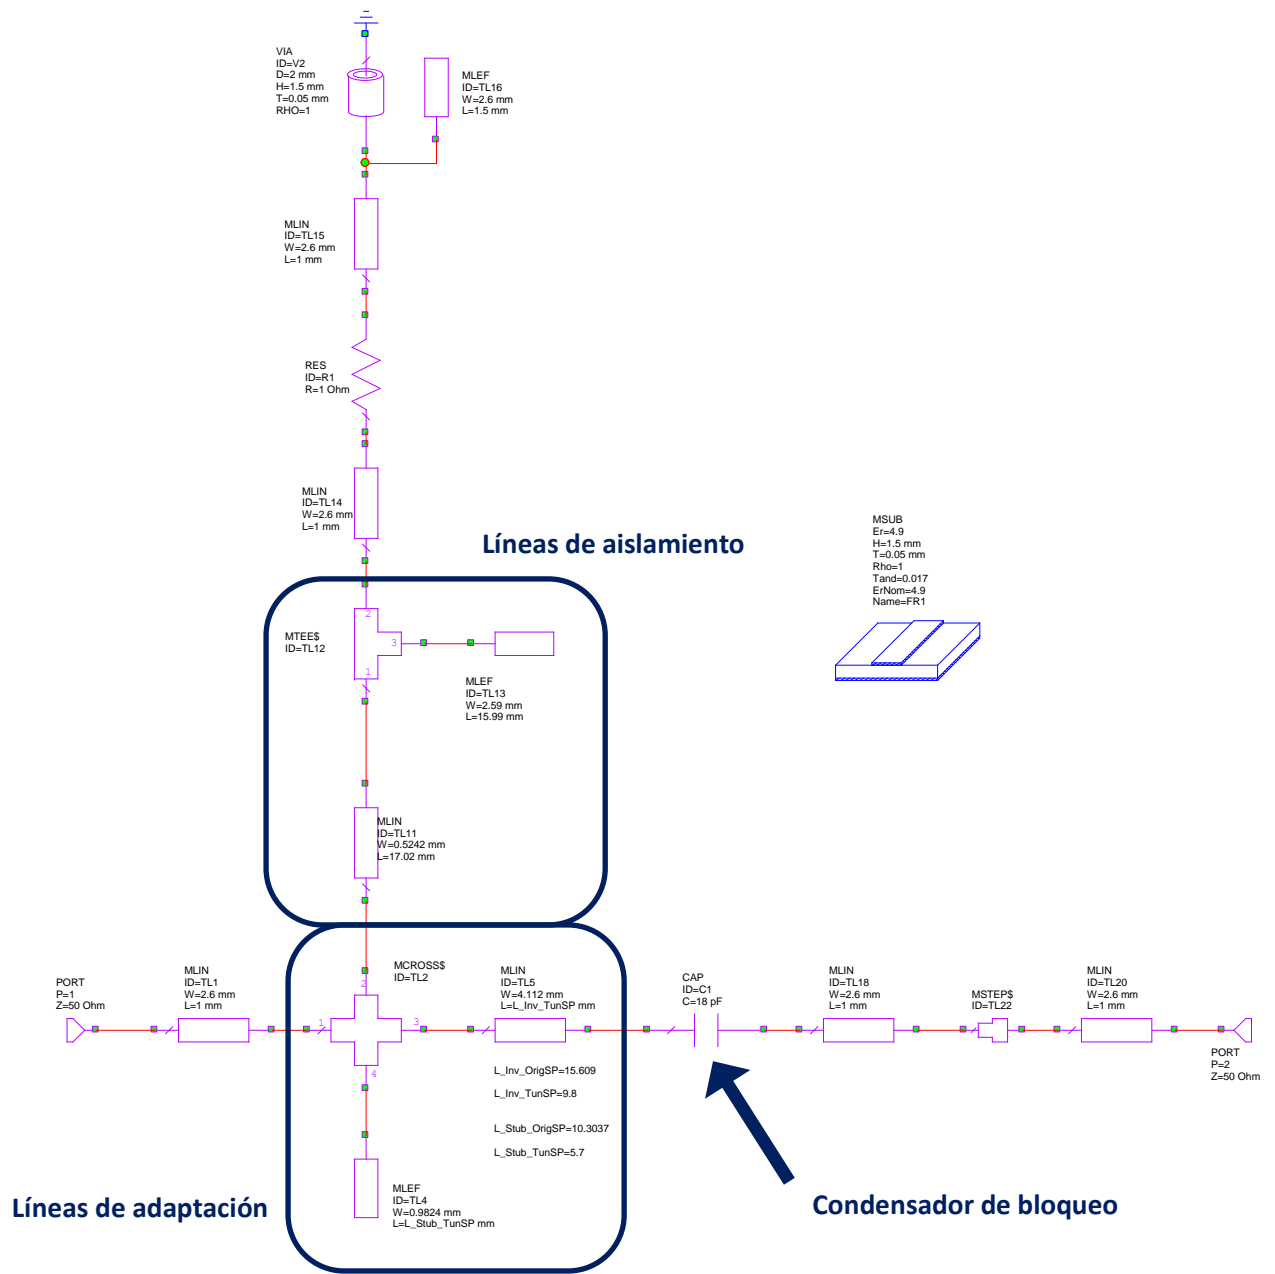 VIA
ID=V2
D=2 mm
H=1.5 mm
T=0.05 mm
RHO=1
MLEF
ID=TL16
W=2.6 mm
L=1.5 mm
MLIN
ID=TL15
W=2.6 mm
L=1 mm
RES
ID=R1
R=1 Ohm
MLIN
ID=TL14
W=2.6 mm
L=1 mm
Líneas de aislamiento
MSUB
Er=4.9
H=1.5 mm
T=0.05 mm
Rho=1
Tand=0.017
ErNom=4.9
Name=FR1
2
MTEE$
ID=TL12
3
1
MLEF
ID=TL13
W=2.59 mm
L=15.99 mm
MLIN
ID=TL11
W=0.5242 mm
L=17.02 mm
PORT
P=1
Z=50 Ohm
MLIN
ID=TL1
W=2.6 mm
L=1 mm
MCROSS$
ID=TL2
2
1
3
4
MLIN
ID=TL5
W=4.112 mm
L=L_Inv_TunSP mm
CAP
ID=C1
C=18 pF
MLIN
ID=TL18
W=2.6 mm
L=1 mm
MSTEP$
ID=TL22
MLIN
ID=TL20
W=2.6 mm
L=1 mm
PORT
P=2
Z=50 Ohm
L_Inv_OrigSP=15.609
L_Inv_TunSP=9.8
L_Stub_OrigSP=10.3037
L_Stub_TunSP=5.7
MLEF
ID=TL4
W=0.9824 mm
L=L_Stub_TunSP mm
Líneas de adaptación
Condensador de bloqueo